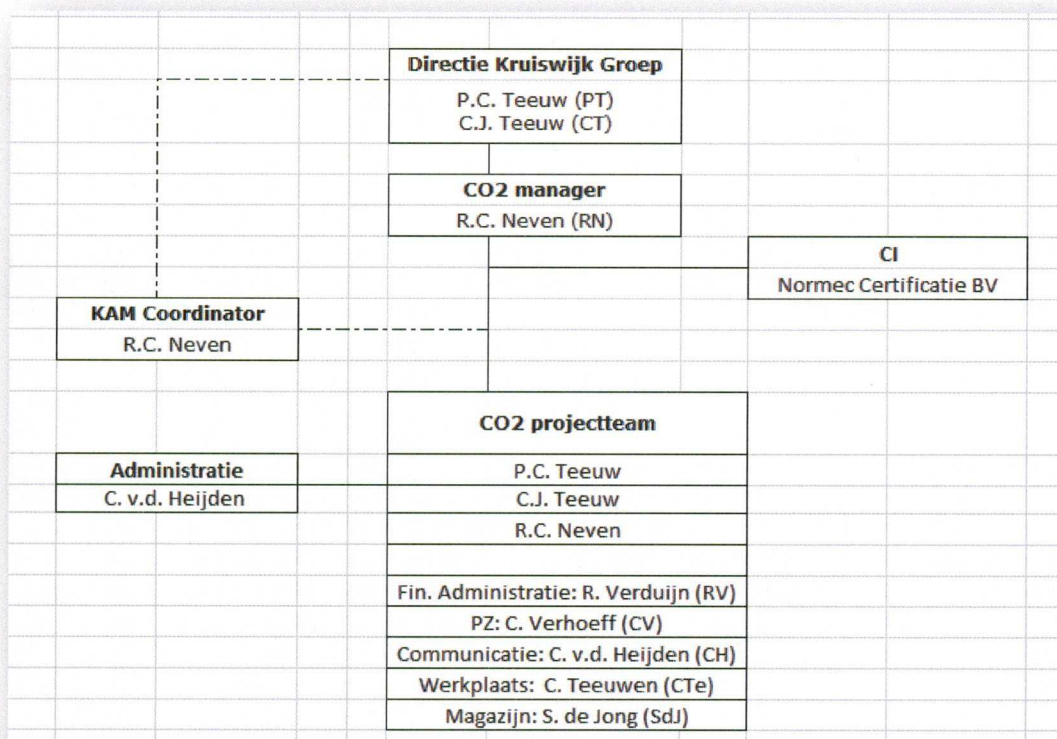 Directie Kruiswijk Groep
P.C. Teeuw (PT)
C.J. Teeuw (CT)
CO2 manager
R.C. Neven (RN)
CI
Normec Certificatie BV
KAM Coordinator
R.C. Neven
CO2 projectteam
Administratie
C. v.d. Heijden
P.C. Teeuw
C.J. Teeuw
R.C. Neven
Fin. Administratie: R. Verduijn (RV)
PZ: C. Verhoeff (CV)
Communicatie: C. v.d. Heijden (CH)
Werkplaats: C. Teeuwen (CTe)
Magazijn: S. de Jong (SdJ)